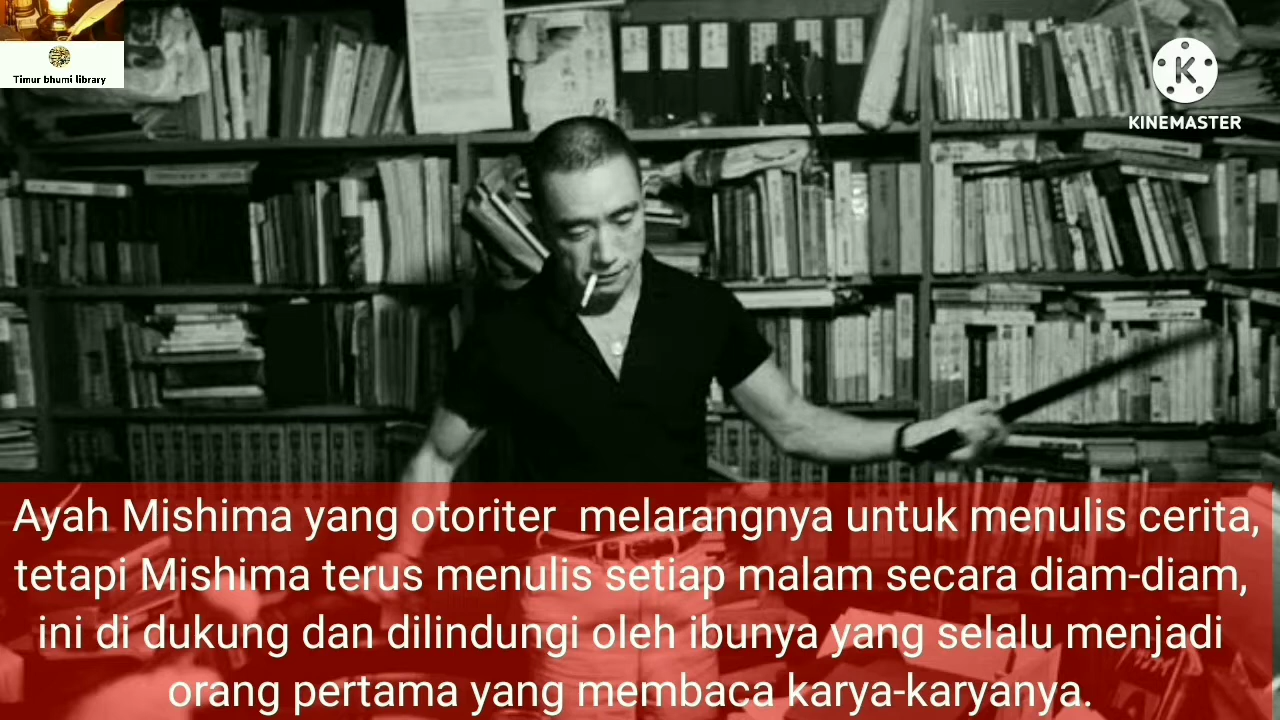 Timur bhumi library
KINEMASTER
Ayah Mishima yang otoriter  melarangnya untuk menulis cerita,
tetapi Mishima terus menulis setiap malam secara diam-diam,
ini di dukung dan dilindungi oleh ibunya yang selalu menjadi
orang pertama yang membaca karya-karyanya.